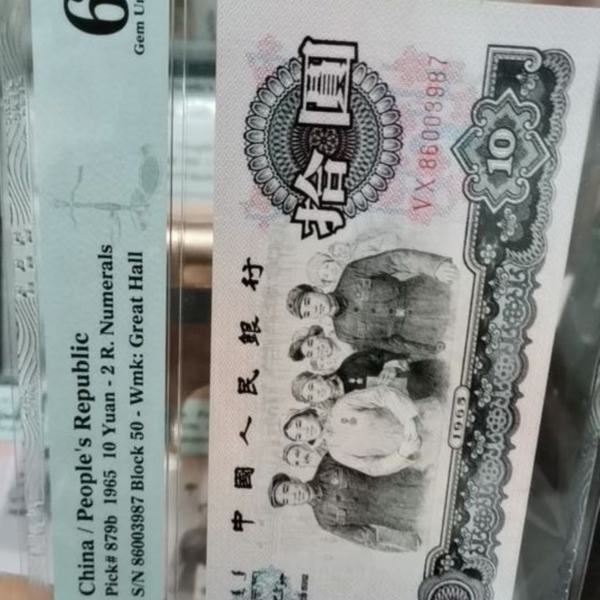 China / People's Republic
Pick# 879b 1965 10 Yuan - 2 R. Numerals
S/N 86003987 Block 50 - Wmk: Great Hall
6
Gem
中國人民銀行
拾圓
VX 86003987
10
1965